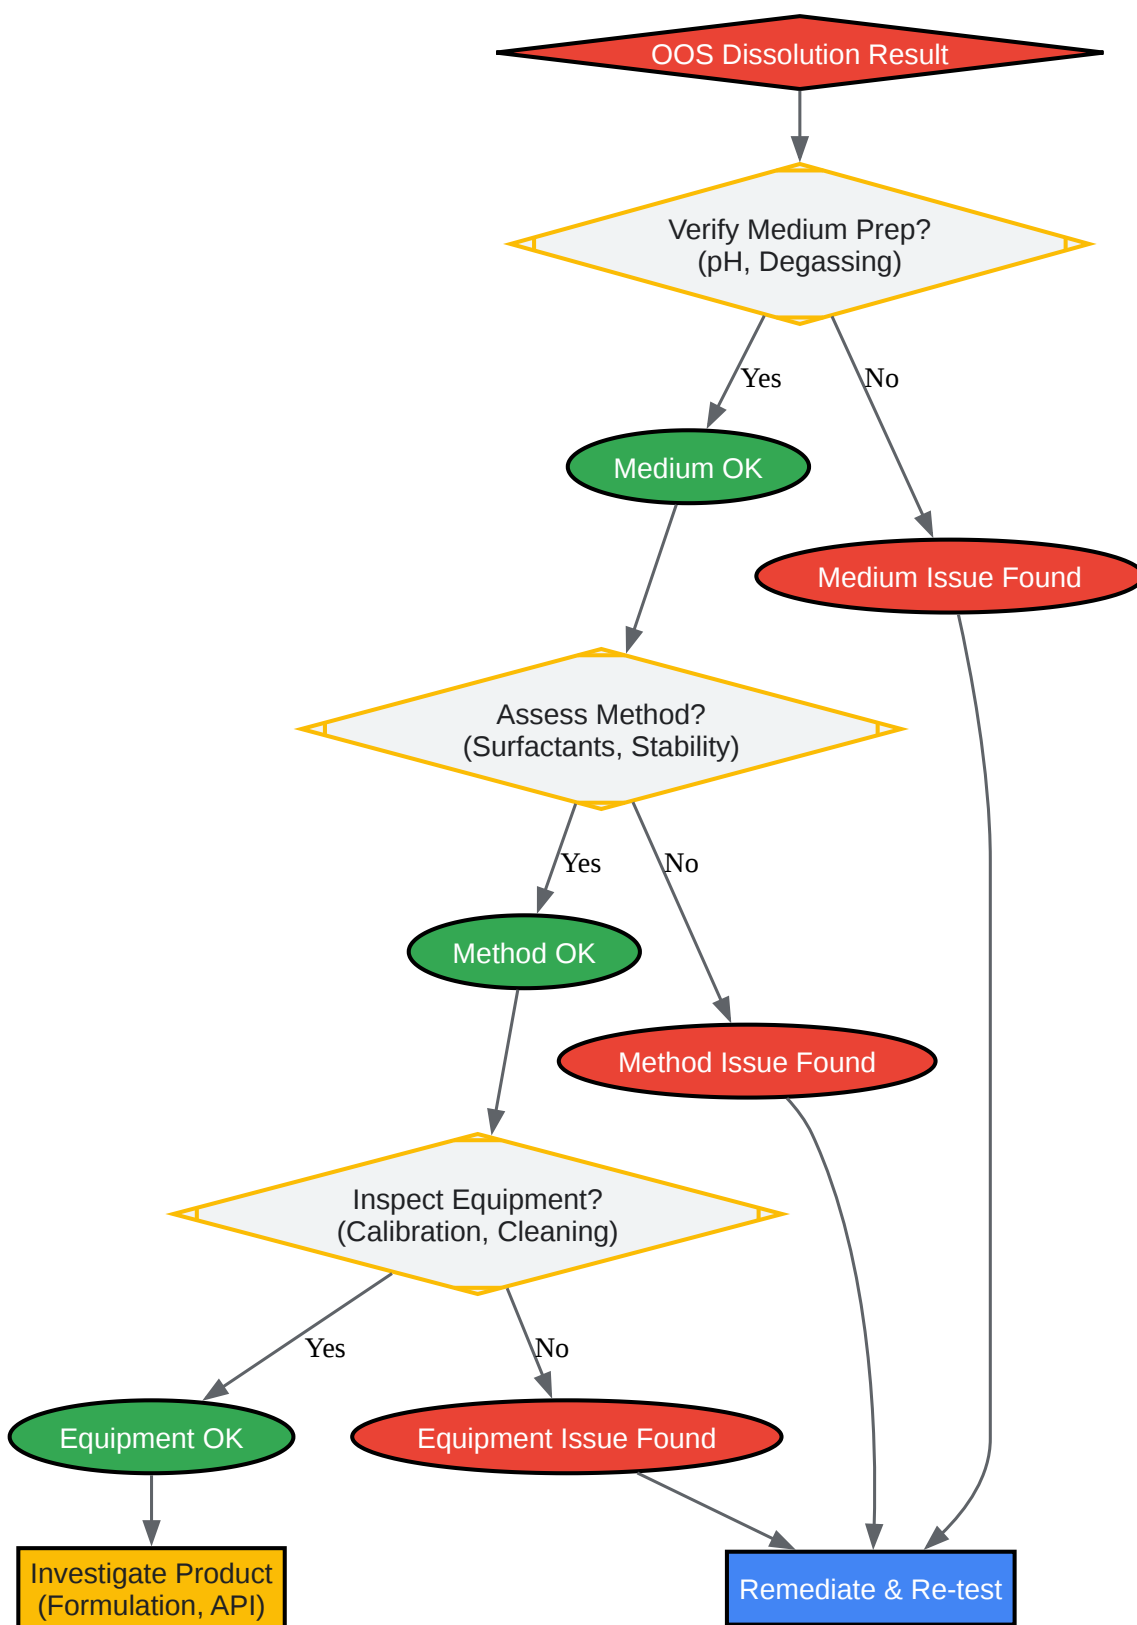 OOS Dissolution Result
Verify Medium Prep?
(pH, Degassing)
Yes
No
Medium OK
Medium Issue Found
Assess Method?
(Surfactants, Stability)
Yes
No
Method OK
Method Issue Found
Inspect Equipment?
(Calibration, Cleaning)
Yes
No
Equipment OK
Equipment Issue Found
Investigate Product
(Formulation, API)
Remediate & Re-test